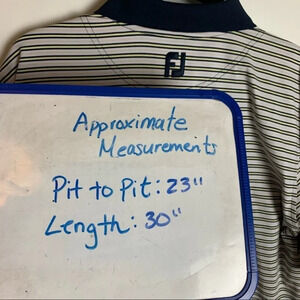 FJ
Approximate
Measurements
Pit to Pit: 23"
Length: 30"